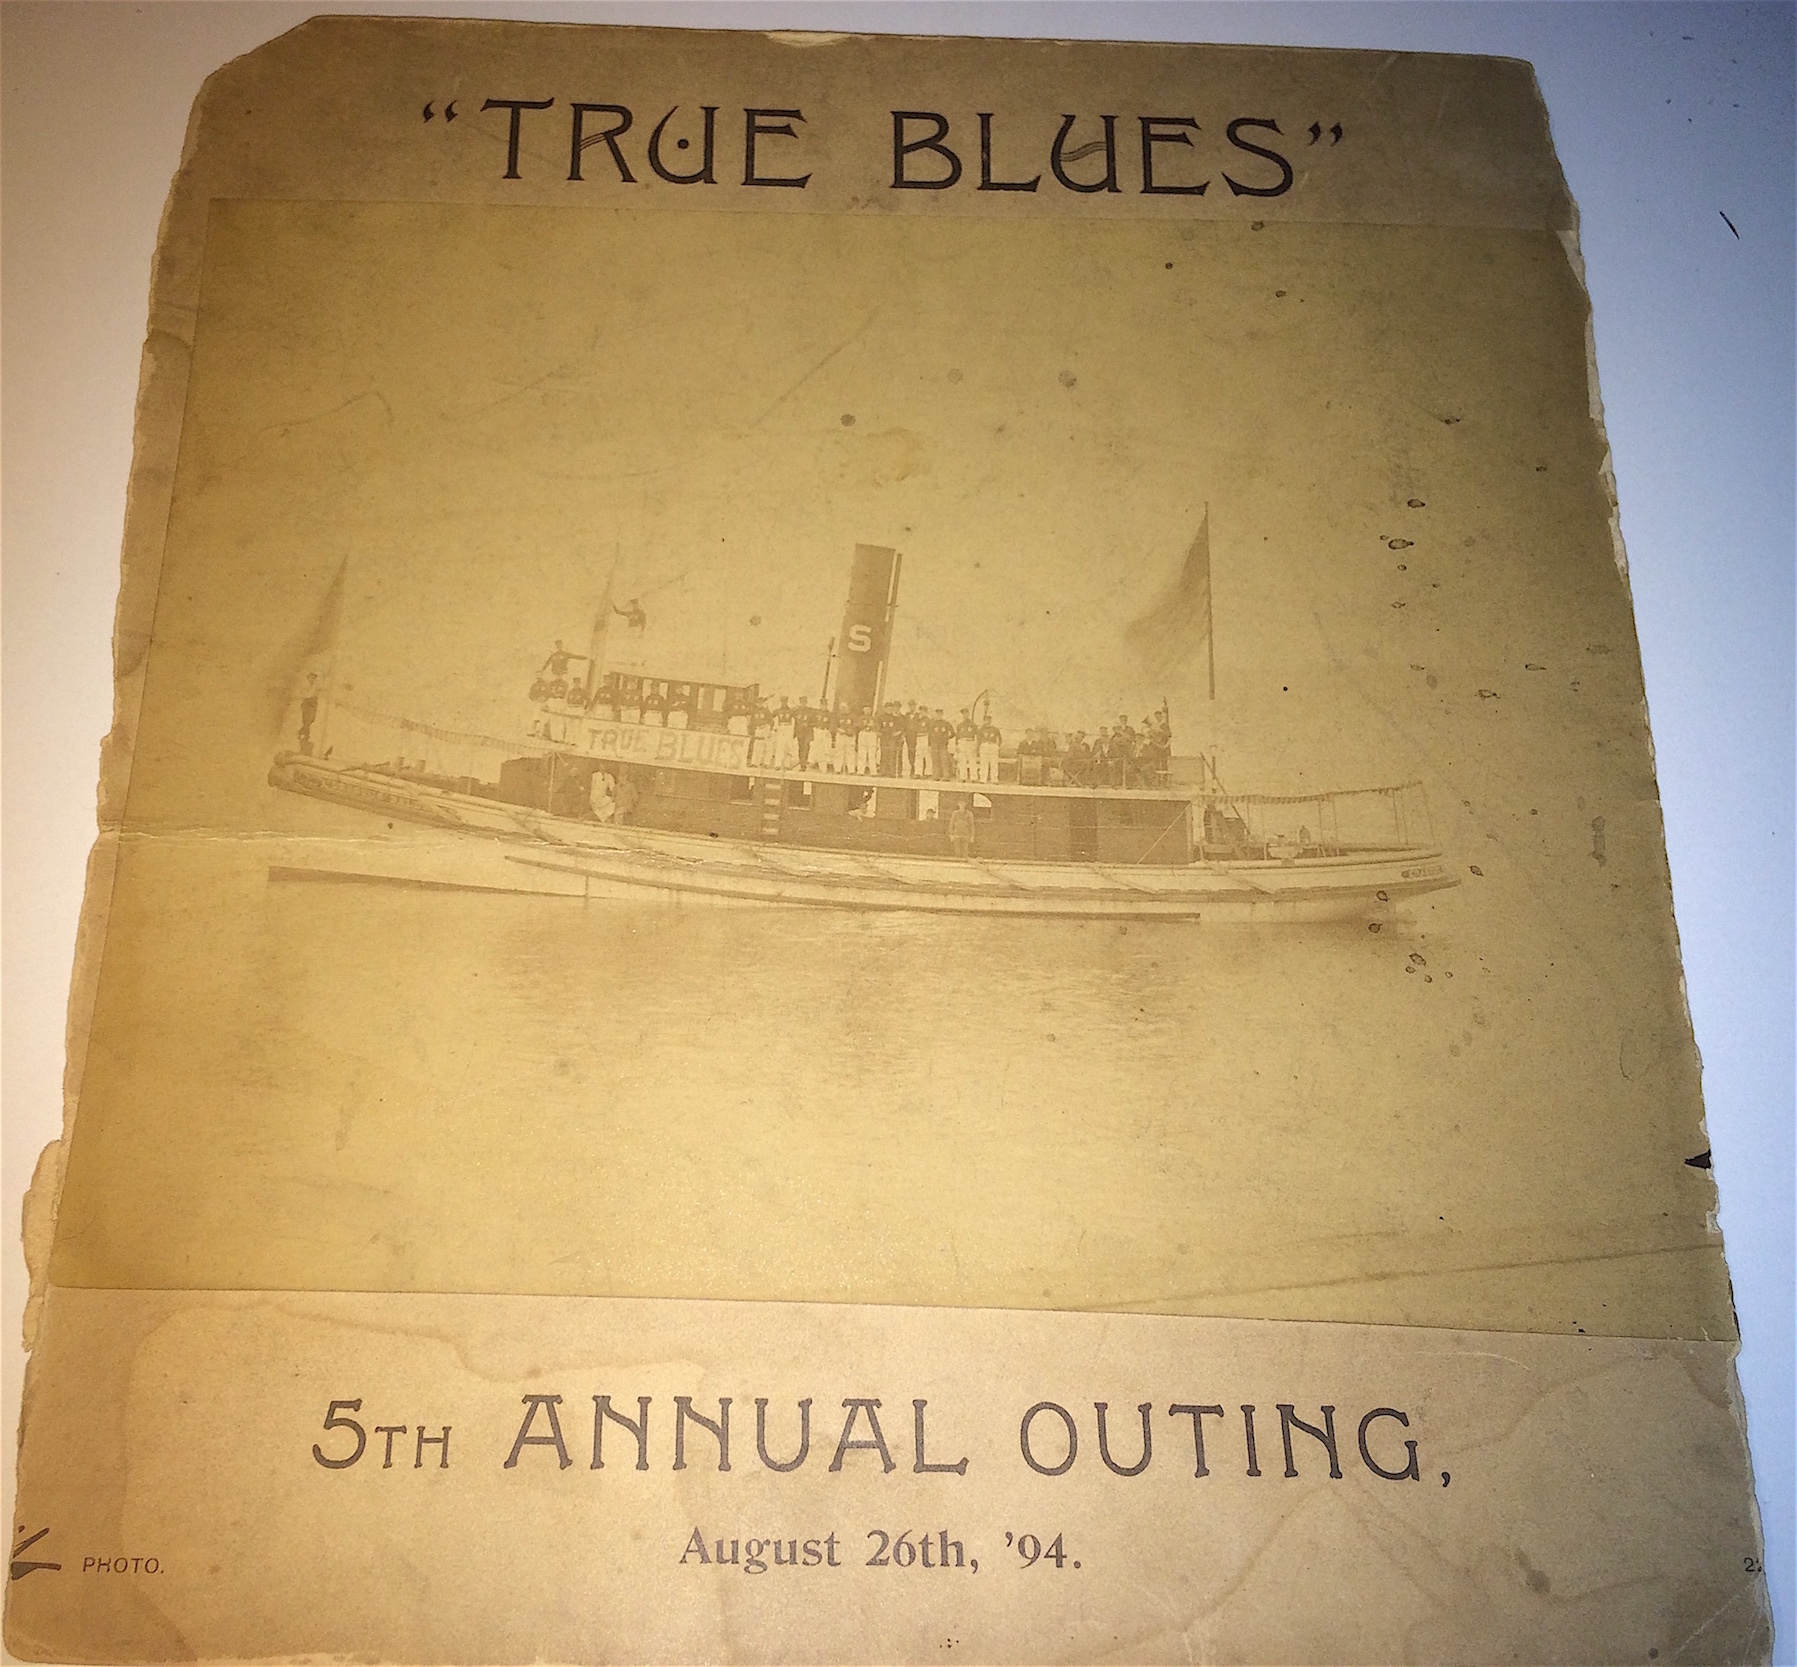 “TRUE BLUES”
S
TRUE BLUES
5TH ANNUAL OUTING,
August 26th, ’94.
PHOTO.